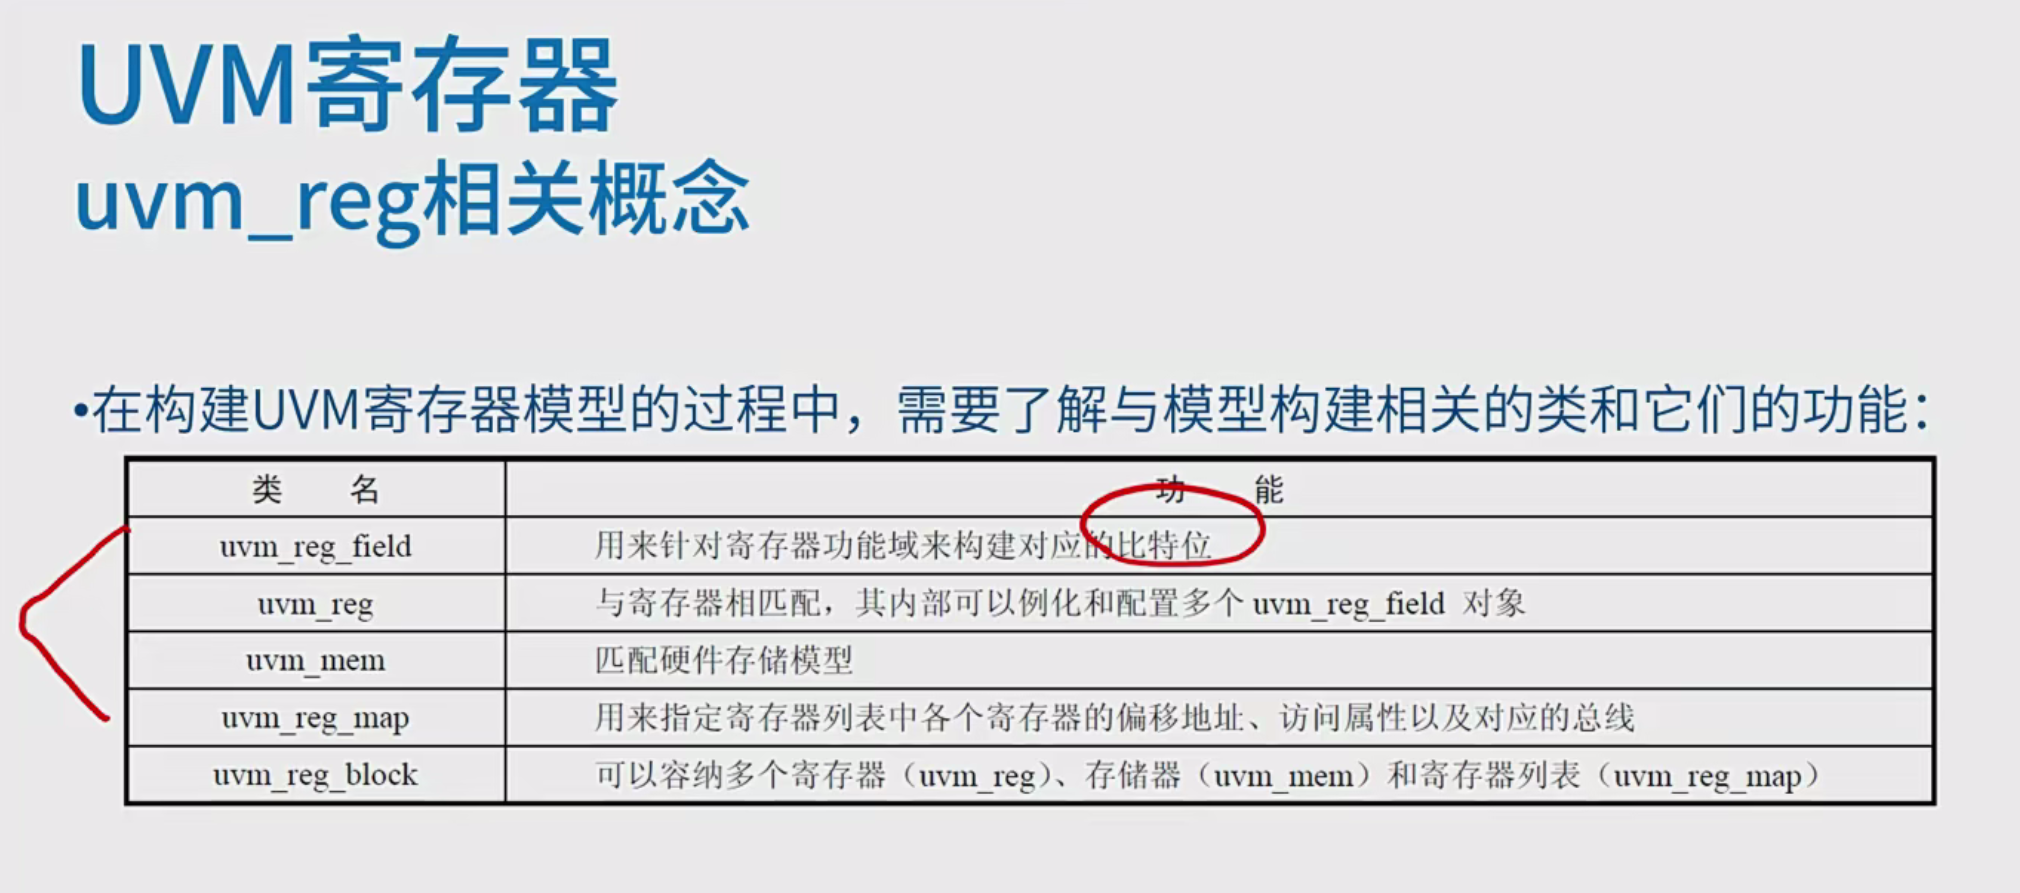 UVM寄存器
uvm_reg相关概念
•在构建UVM寄存器模型的过程中，需要了解与模型构建相关的类和它们的功能：
类 名 功 能
uvm_reg_field 用来针对寄存器功能域来构建对应的比特位
uvm_reg 与寄存器相匹配，其内部可以例化和配置多个 uvm_reg_field 对象
uvm_mem 匹配硬件存储模型
uvm_reg_map 用来指定寄存器列表中各个寄存器的偏移地址、访问属性以及对应的总线
uvm_reg_block 可以容纳多个寄存器（uvm_reg）、存储器（uvm_mem）和寄存器列表（uvm_reg_map）